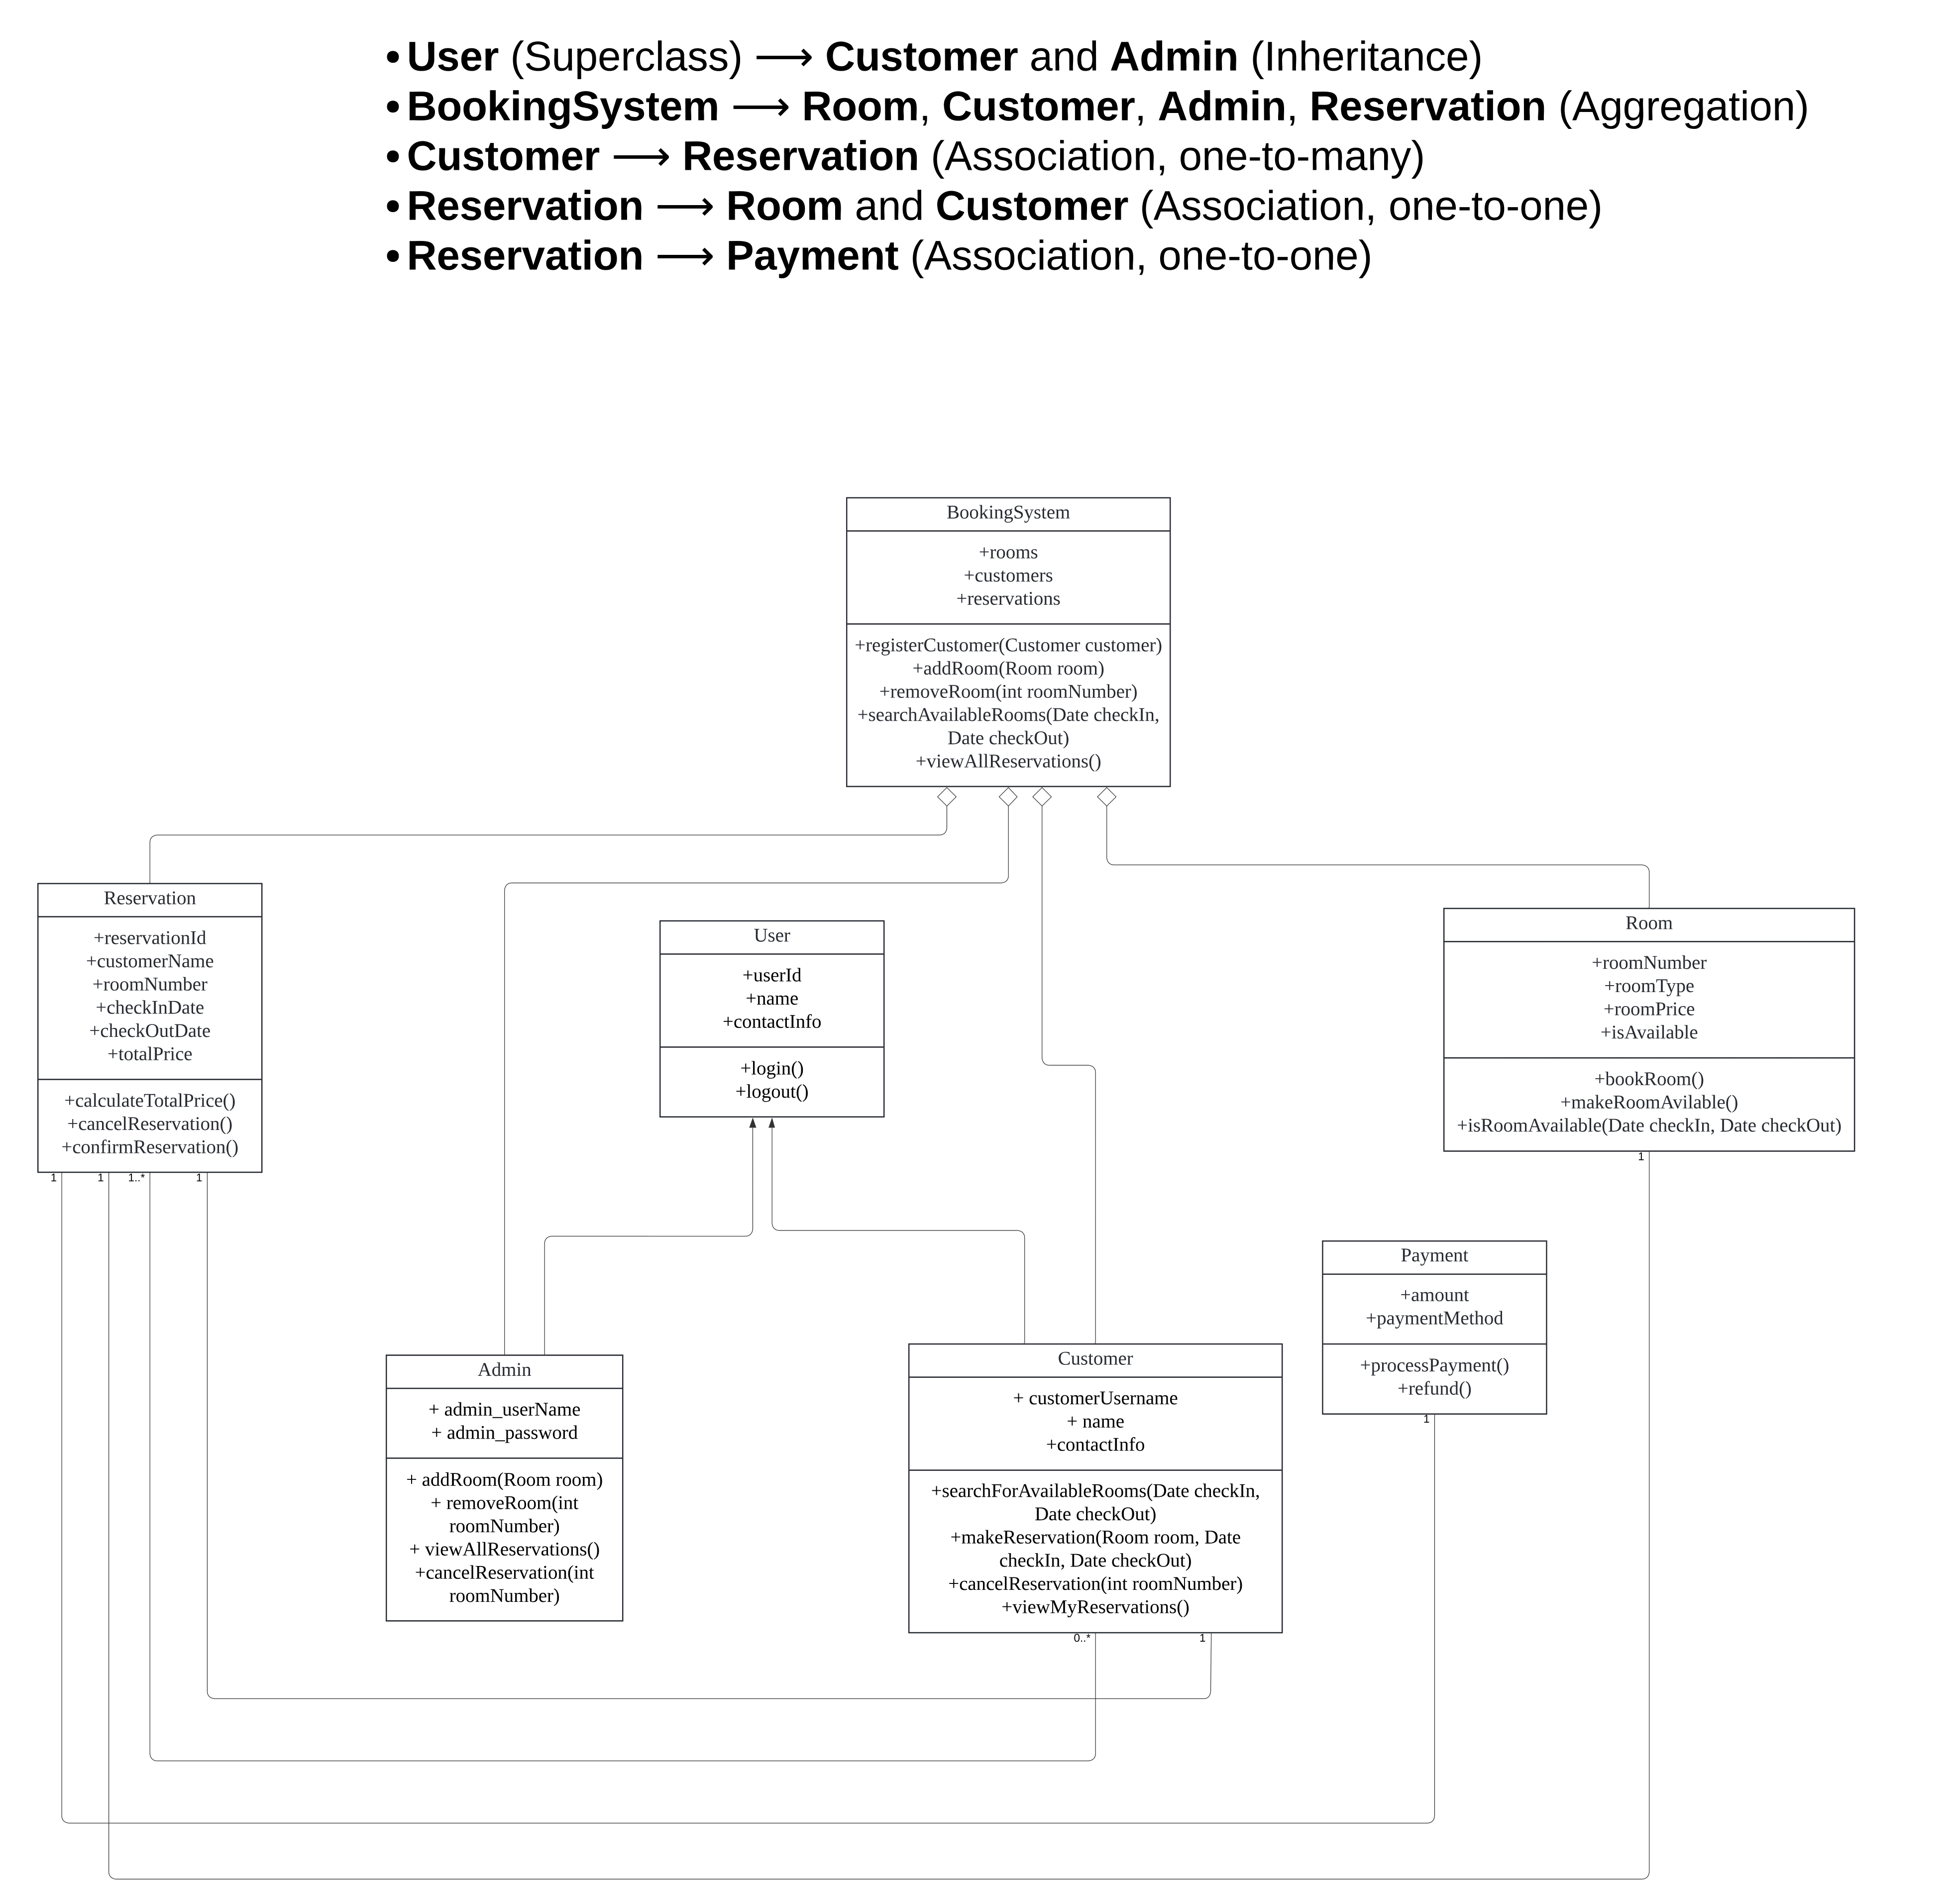 • User (Superclass) ⟶ Customer and Admin (Inheritance)
• BookingSystem ⟶ Room, Customer, Admin, Reservation (Aggregation)
• Customer ⟶ Reservation (Association, one-to-many)
• Reservation ⟶ Room and Customer (Association, one-to-one)
• Reservation ⟶ Payment (Association, one-to-one)
BookingSystem
+rooms
+customers
+reservations
+registerCustomer(Customer customer)
+addRoom(Room room)
+removeRoom(int roomNumber)
+searchAvailableRooms(Date checkIn,
Date checkOut)
+viewAllReservations()
Reservation
+reservationId
+customerName
+roomNumber
+checkInDate
+checkOutDate
+totalPrice
+calculateTotalPrice()
+cancelReservation()
+confirmReservation()
1
1
1..*
1
User
+userId
+name
+contactInfo
+login()
+logout()
Room
+roomNumber
+roomType
+roomPrice
+isAvailable
+bookRoom()
+makeRoomAvilable()
+isRoomAvailable(Date checkIn, Date checkOut)
1
Payment
+amount
+paymentMethod
+processPayment()
+refund()
1
Admin
+ admin_userName
+ admin_password
+ addRoom(Room room)
+ removeRoom(int
roomNumber)
+ viewAllReservations()
+cancelReservation(int
roomNumber)
Customer
+ customerUsername
+ name
+contactInfo
+searchForAvailableRooms(Date checkIn,
Date checkOut)
+makeReservation(Room room, Date
checkIn, Date checkOut)
+cancelReservation(int roomNumber)
+viewMyReservations()
0..*
1